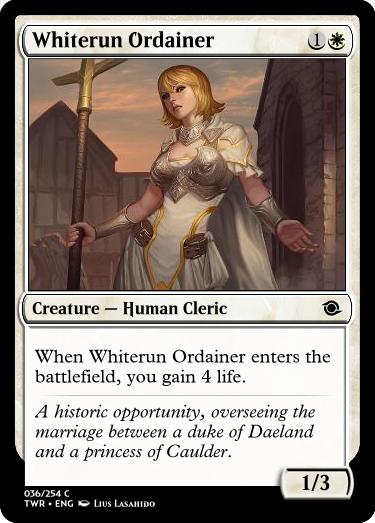 Whiterun Ordainer 1
Creature — Human Cleric
When Whiterun Ordainer enters the
battlefield, you gain 4 life.
A historic opportunity, overseeing the
marriage between a duke of Daeland
and a princess of Caulder.
1/3
036/254 C
TWR • ENG Lius Lasahido